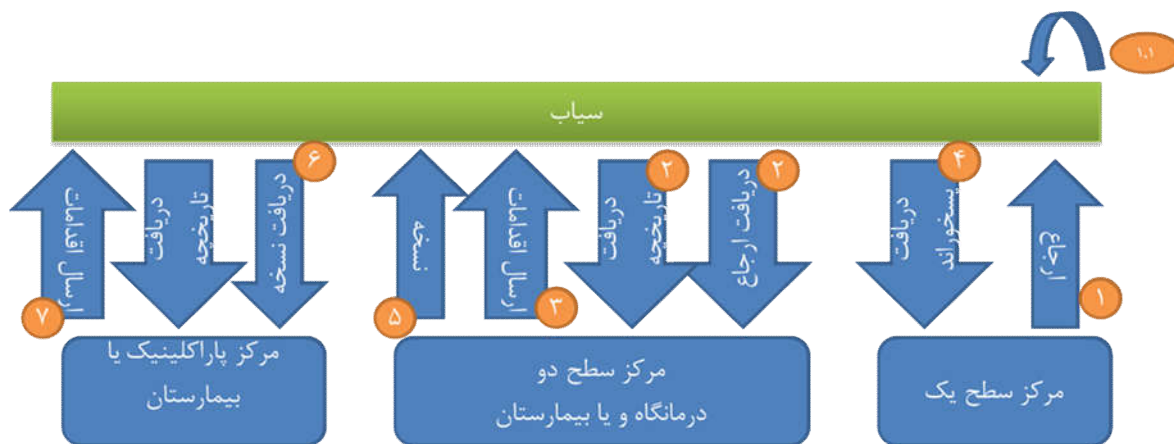 ۱.۱
سیاب
ارجاع
۱
دریافت
پسخوراند
۴
دریافت ارجاع
۲
دریافت
تاریخچه
۲
ارسال اقدامات
۳
نسخه
۵
دریافت نسخه
۶
دریافت
تاریخچه
ارسال اقدامات
۷
مرکز سطح یک
مرکز سطح دو
درمانگاه و یا بیمارستان
مرکز پاراکلینیک یا
بیمارستان